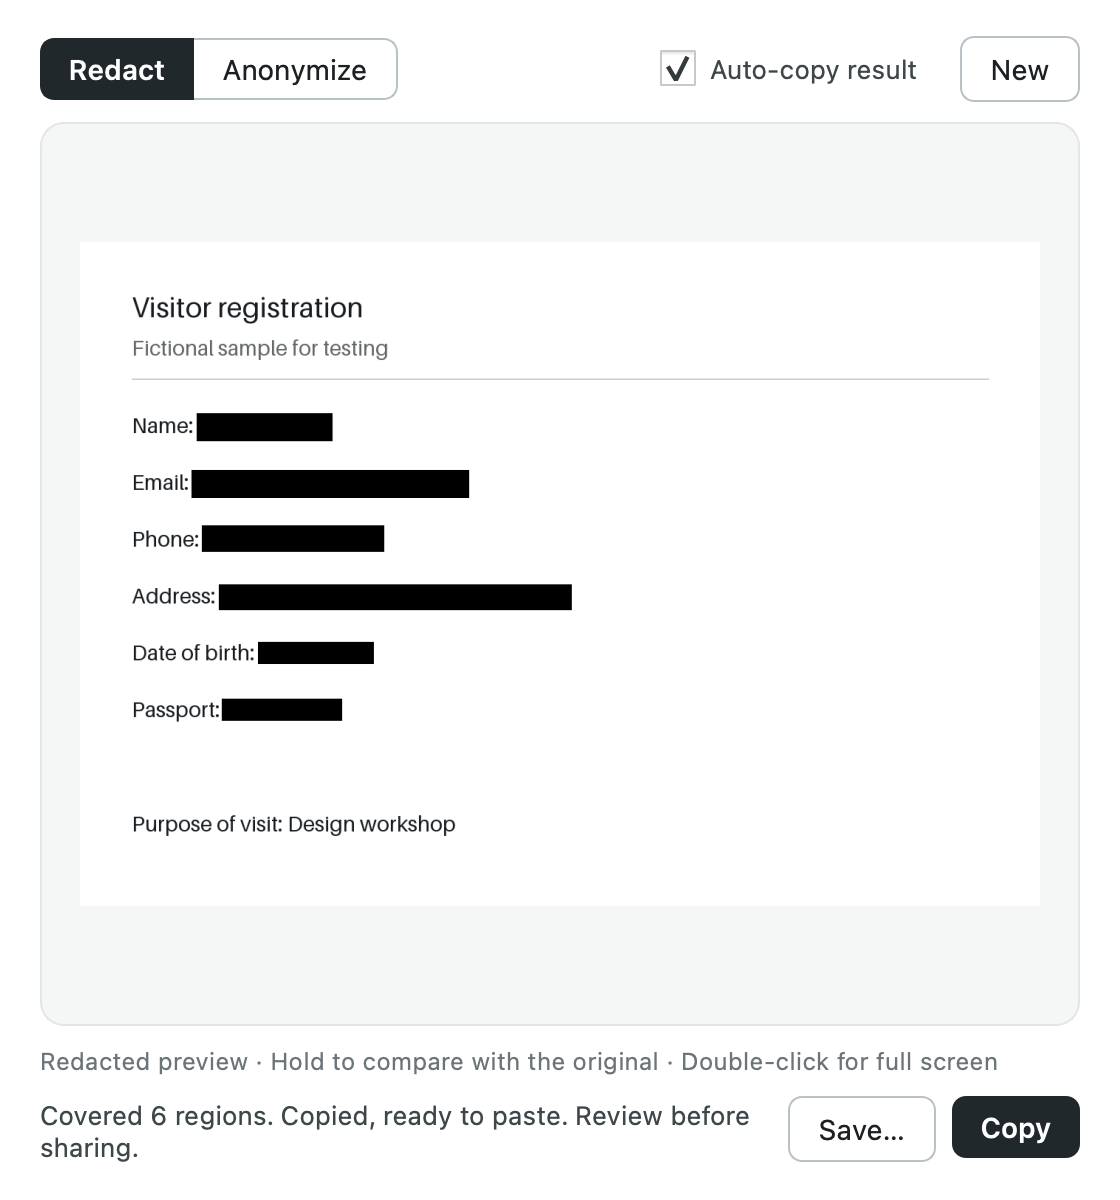 Redact Anonymize Auto-copy result New
Visitor registration
Fictional sample for testing
Name:
Email:
Phone:
Address:
Date of birth:
Passport:
Purpose of visit: Design workshop
Redacted preview · Hold to compare with the original · Double-click for full screen
Covered 6 regions. Copied, ready to paste. Review before
sharing.
Save... Copy